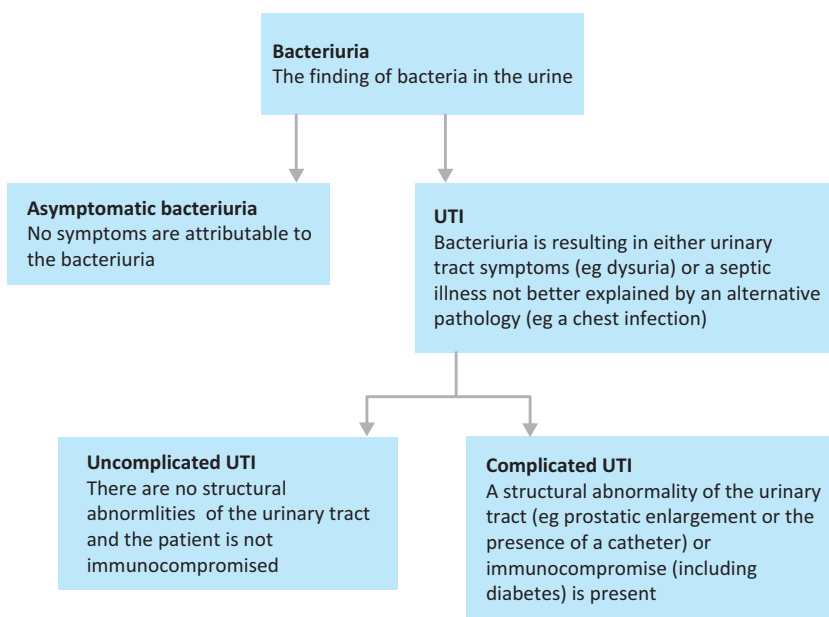 Bacteriuria
The finding of bacteria in the urine
Asymptomatic bacteriuria
No symptoms are attributable to
the bacteriuria
UTI
Bacteriuria is resulting in either urinary
tract symptoms (eg dysuria) or a septic
illness not better explained by an alternative
pathology (eg a chest infection)
Uncomplicated UTI
There are no structural
abnormlities of the urinary tract
and the patient is not
immunocompromised
Complicated UTI
A structural abnormality of the urinary
tract (eg prostatic enlargement or the
presence of a catheter) or
immunocompromise (including
diabetes) is present